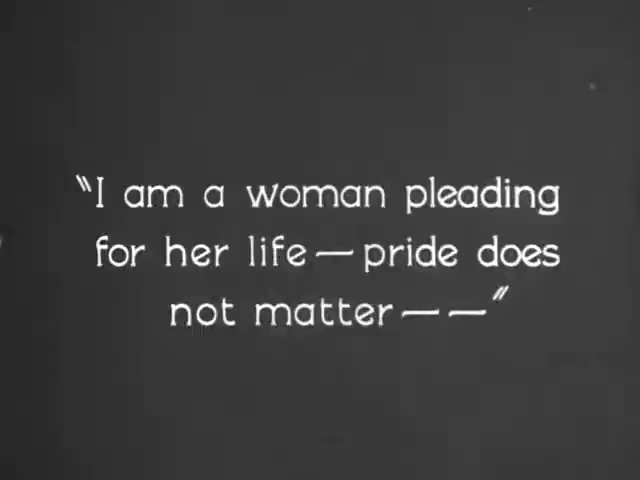 "I am a woman pleading
for her life — pride does
not matter — — "